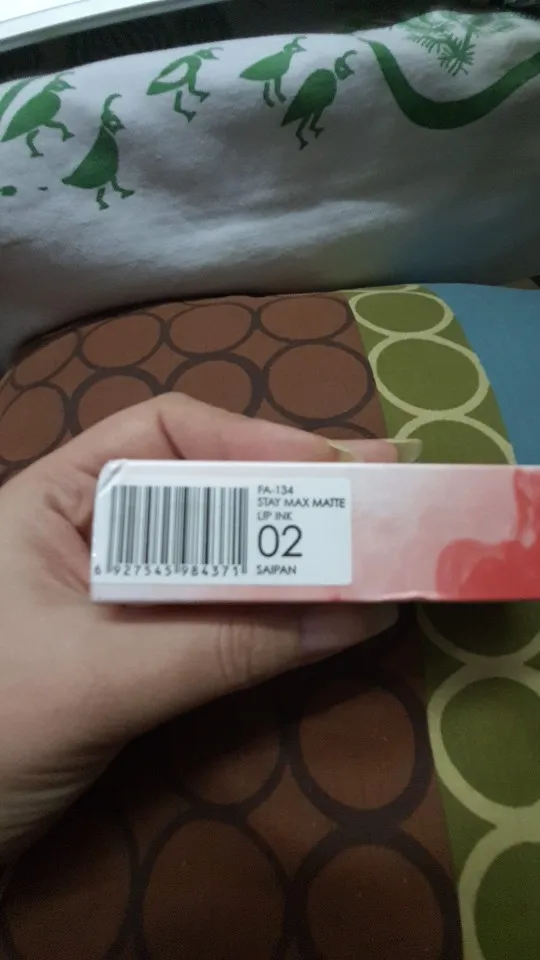 FA-134
STAY MAX MATTE
LIP INK
02
SAIPAN
6 927545 984371